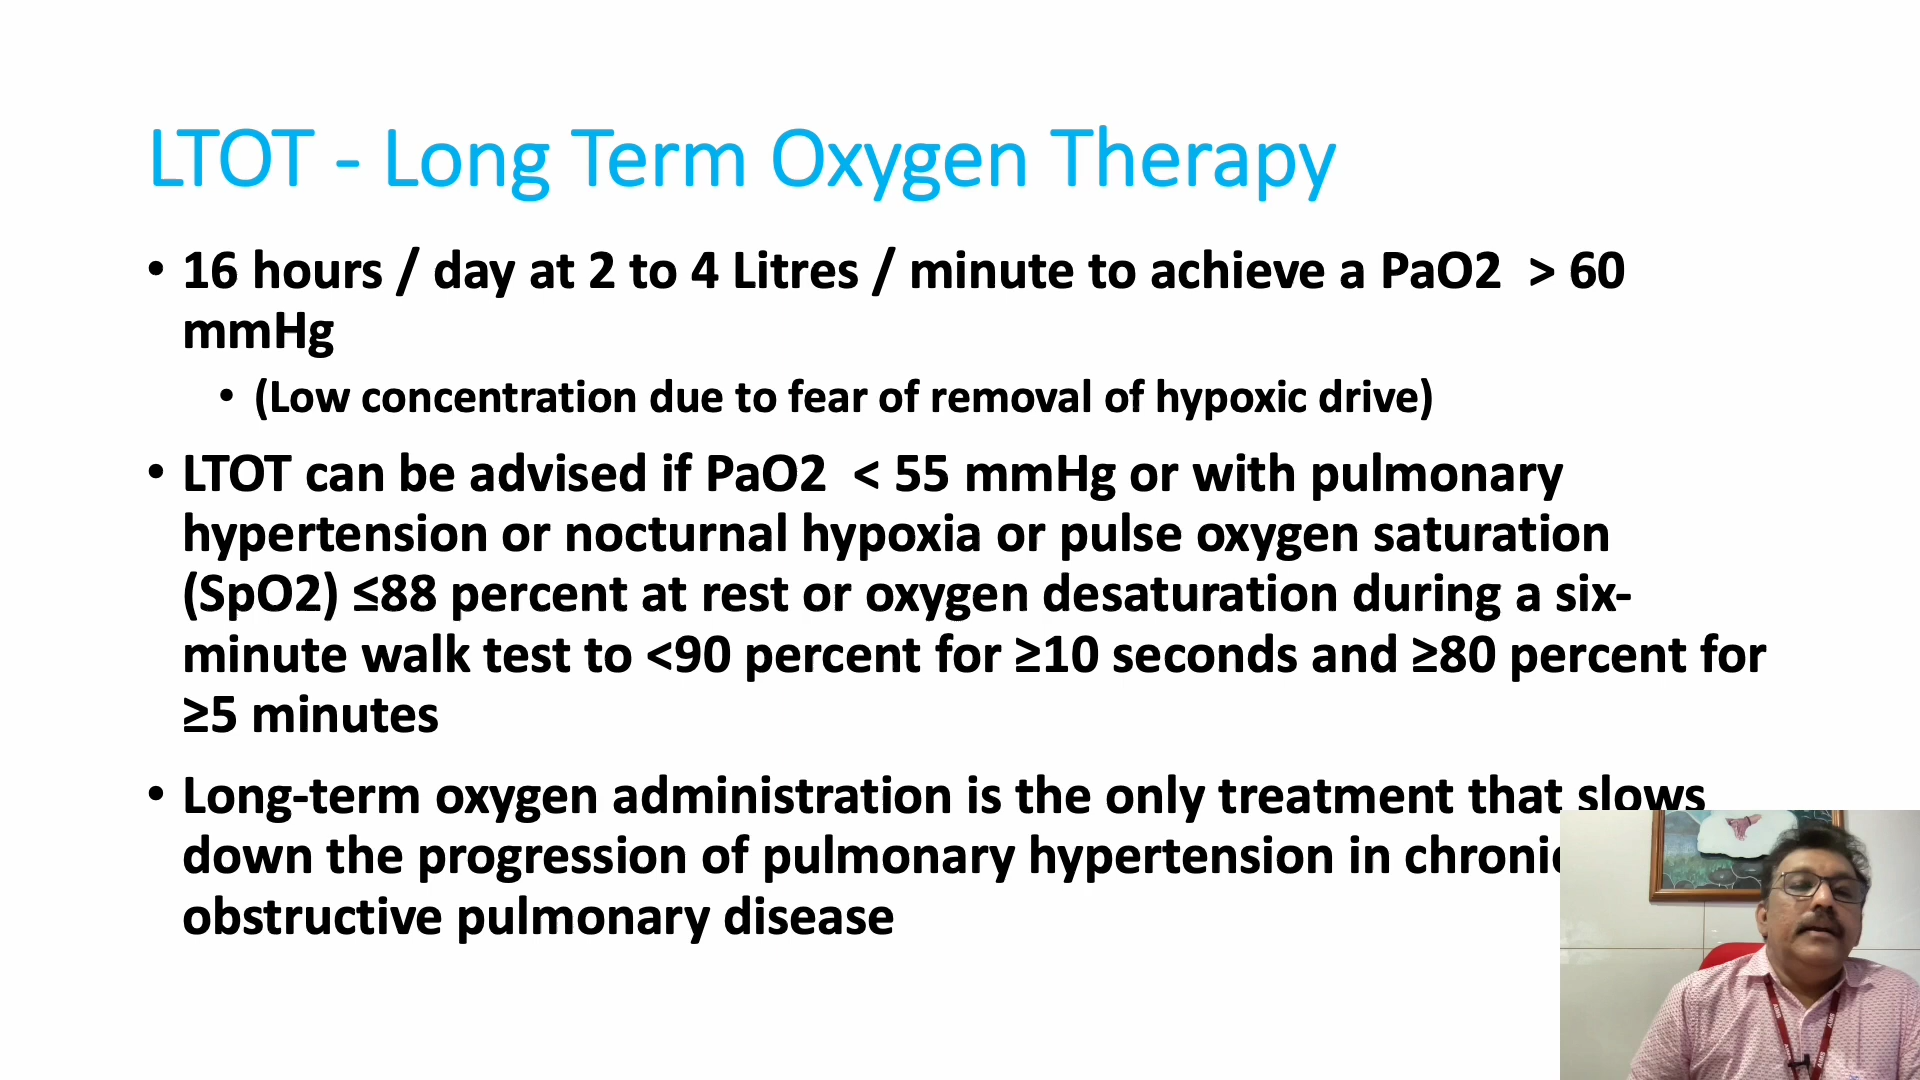 LTOT - Long Term Oxygen Therapy
• 16 hours / day at 2 to 4 Litres / minute to achieve a PaO2 > 60
mmHg
• (Low concentration due to fear of removal of hypoxic drive)
• LTOT can be advised if PaO2 < 55 mmHg or with pulmonary
hypertension or nocturnal hypoxia or pulse oxygen saturation
(SpO2) ≤88 percent at rest or oxygen desaturation during a six-
minute walk test to <90 percent for ≥10 seconds and ≥80 percent for
≥5 minutes
• Long-term oxygen administration is the only treatment that slows
down the progression of pulmonary hypertension in chronic
obstructive pulmonary disease